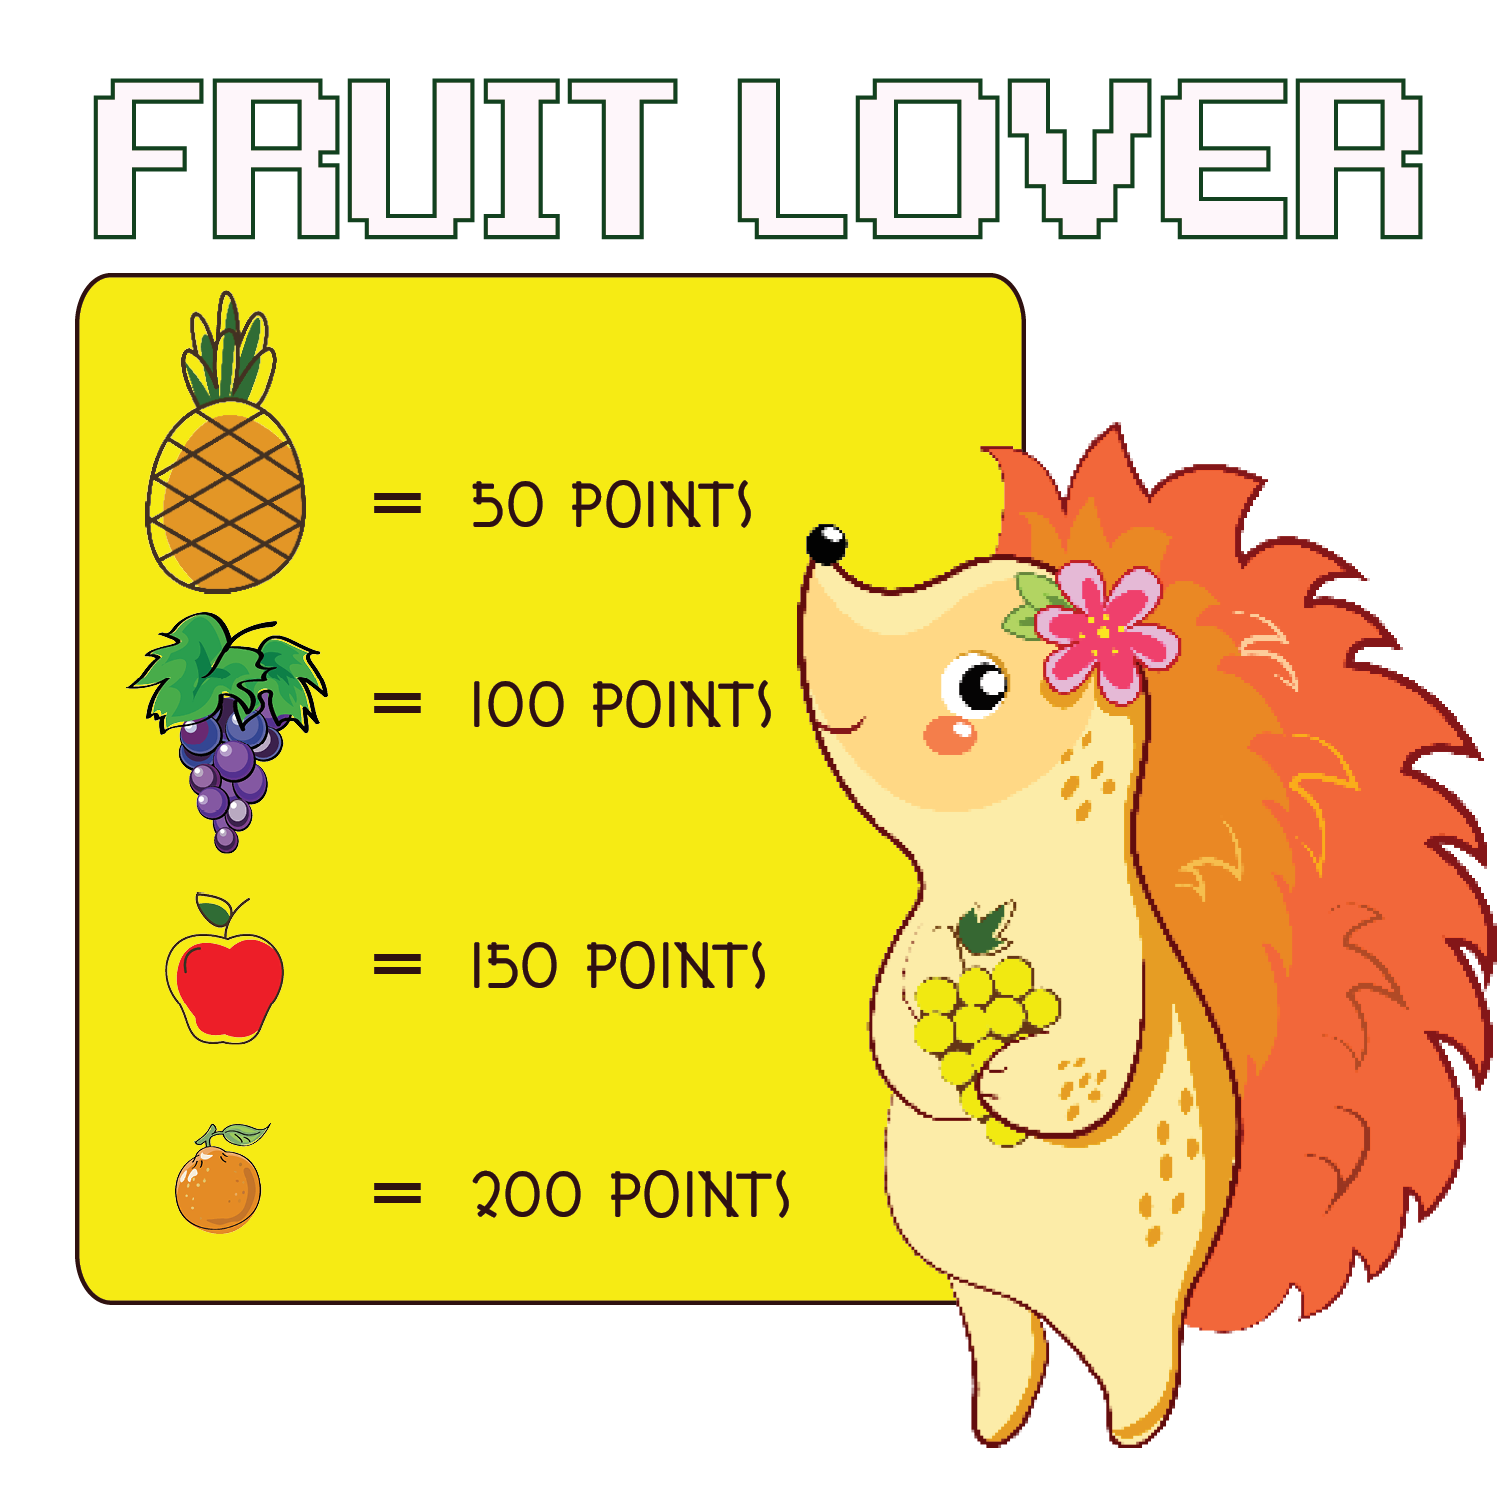 FRUIT LOVER
= 50 POINTS
= 100 POINTS
= 150 POINTS
= 200 POINTS